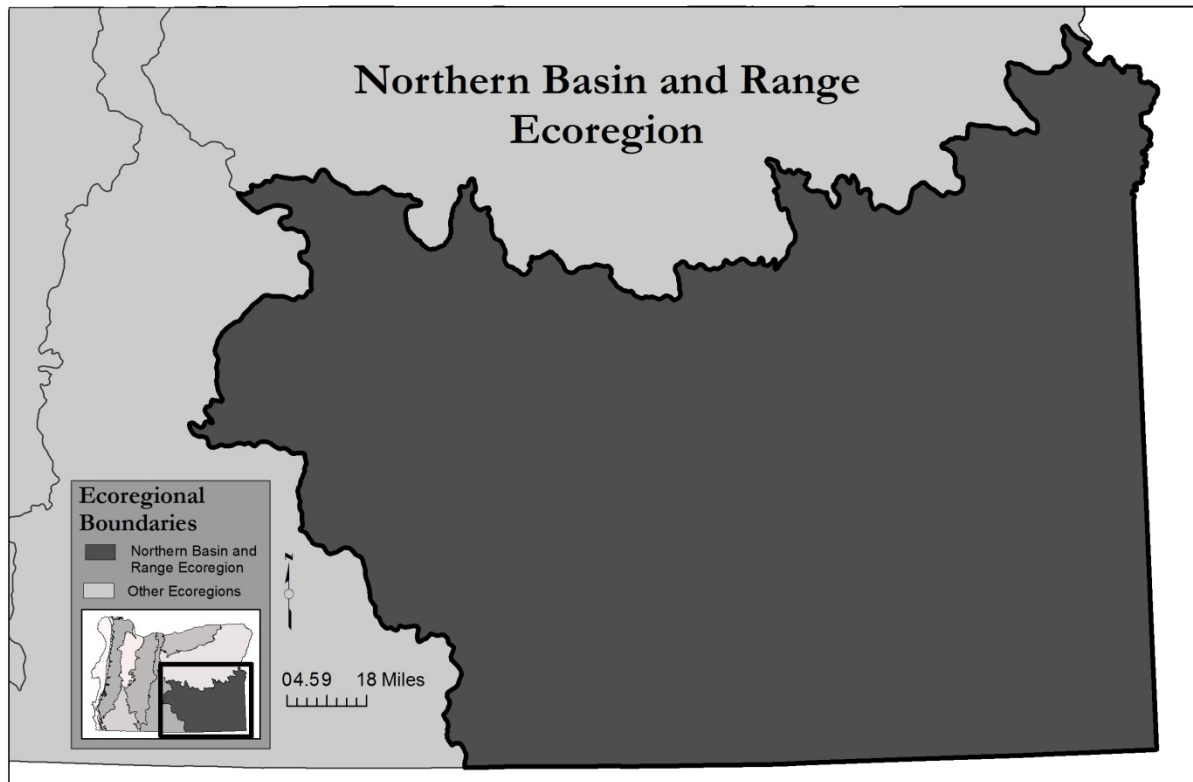 Northern Basin and Range
Ecoregion
Ecoregional
Boundaries
Northern Basin and
Range Ecoregion
Other Ecoregions
N
04.59 18 Miles